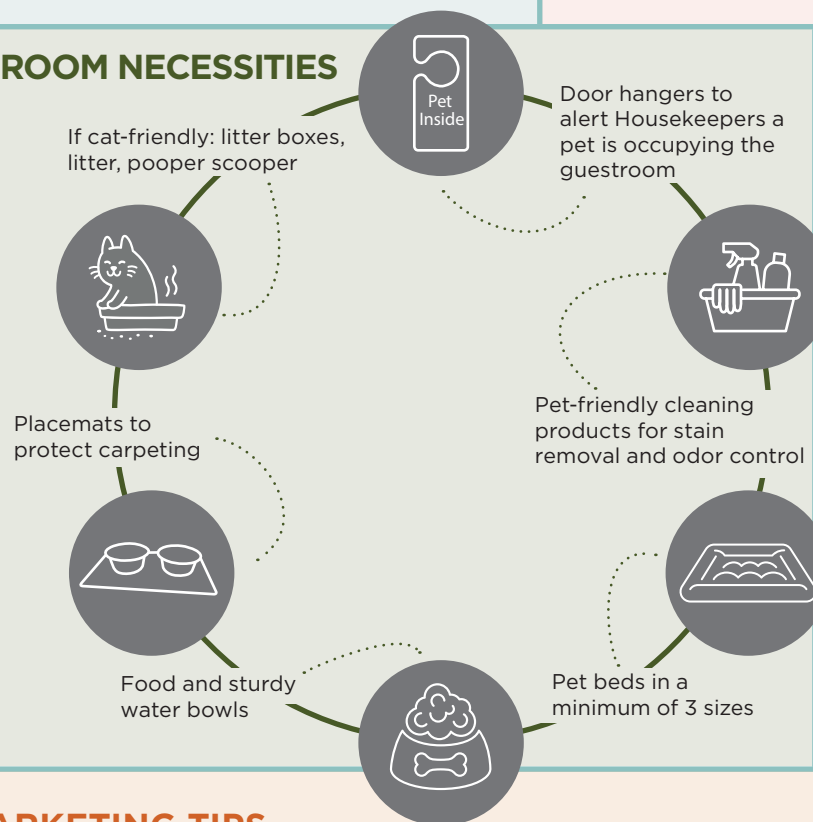 ROOM NECESSITIES
Pet
Inside
Door hangers to
alert Housekeepers a
pet is occupying the
guestroom
If cat-friendly: litter boxes,
litter, pooper scooper
Pet-friendly cleaning
products for stain
removal and odor control
Placemats to
protect carpeting
Food and sturdy
water bowls
Pet beds in a
minimum of 3 sizes
TIPS